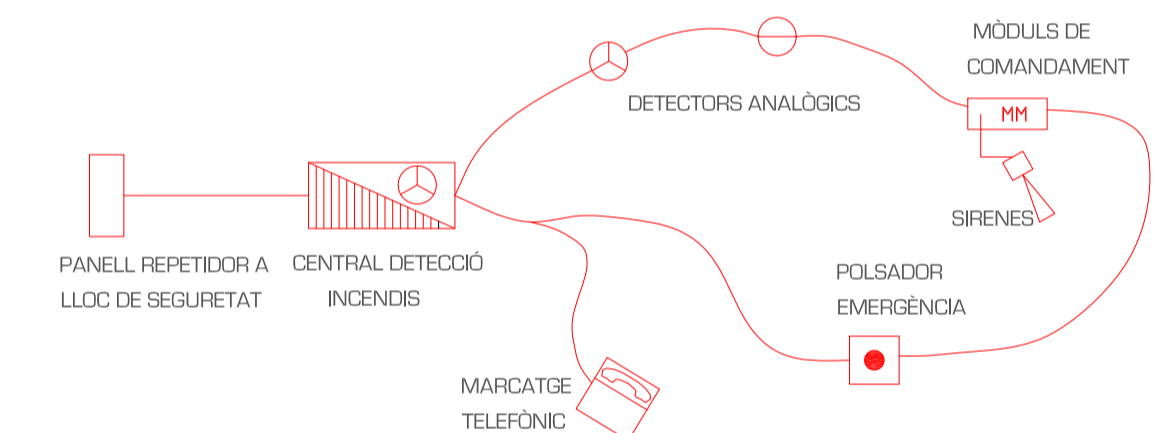 MÒDULS DE
COMANDAMENT
MM
DETECTORS ANALÒGICS
SIRENES
PANELL REPETIDOR A
LLOC DE SEGURETAT
CENTRAL DETECCIÓ
INCENDIS
POLSADOR
EMERGÈNCIA
MARCATGE
TELEFÒNIC